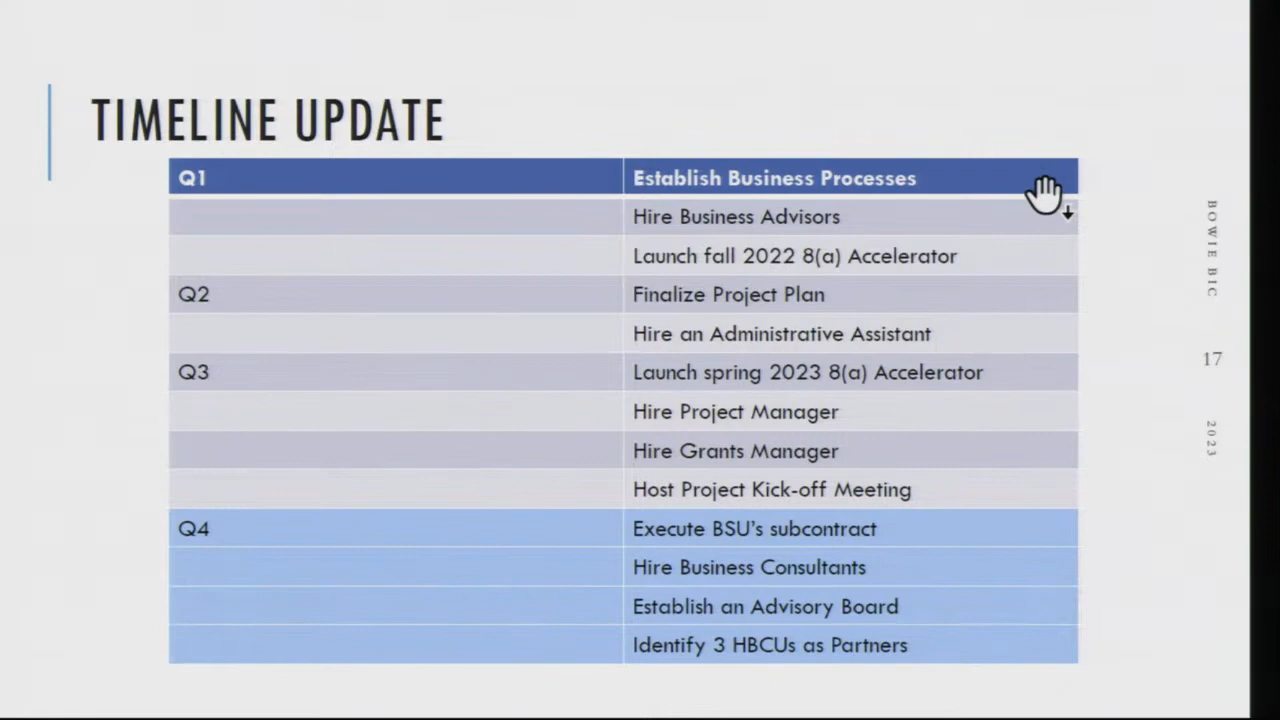 TIMELINE UPDATE
Q1 Establish Business Processes
Hire Business Advisors
Launch fall 2022 8(a) Accelerator
Q2 Finalize Project Plan
Hire an Administrative Assistant
Q3 Launch spring 2023 8(a) Accelerator
Hire Project Manager
Hire Grants Manager
Host Project Kick-off Meeting
Q4 Execute BSU's subcontract
Hire Business Consultants
Establish an Advisory Board
Identify 3 HBCUs as Partners
BOWIE BIC
17
2023